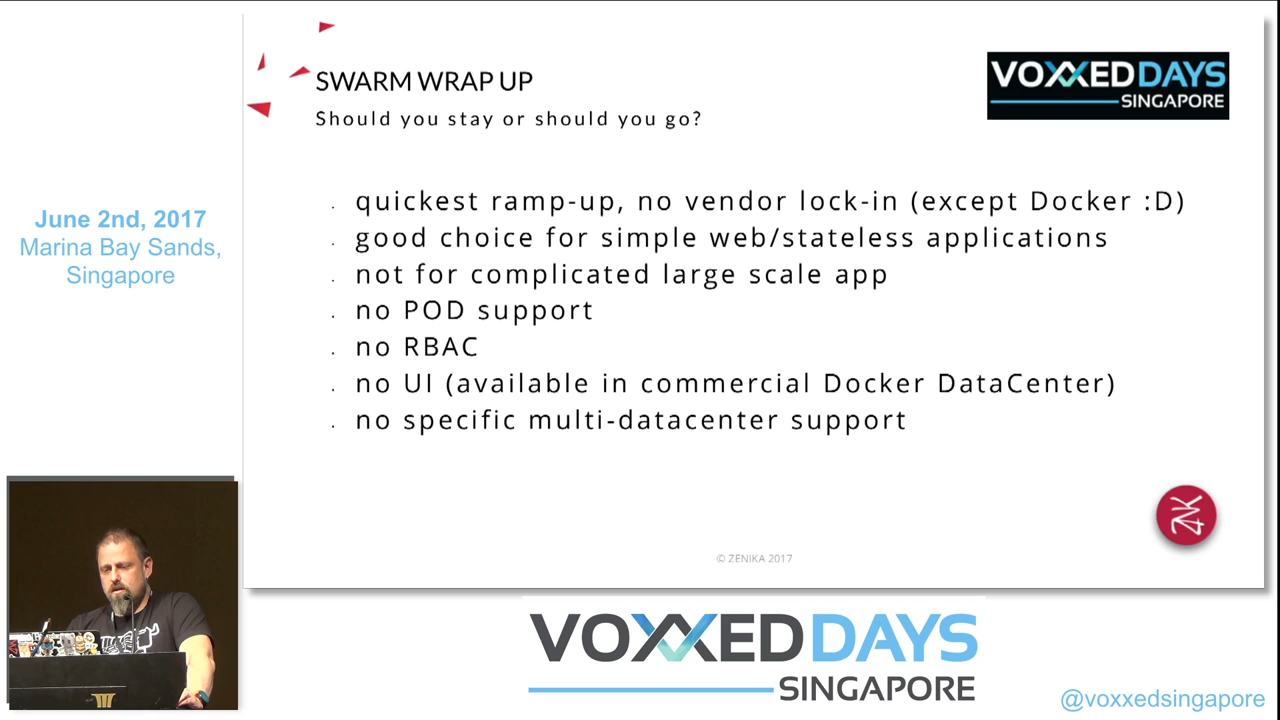 SWARM WRAP UP
Should you stay or should you go?
VOXXEDDAYS
SINGAPORE
June 2nd, 2017
Marina Bay Sands,
Singapore
. quickest ramp-up, no vendor lock-in (except Docker :D)
. good choice for simple web/stateless applications
. not for complicated large scale app
. no POD support
. no RBAC
. no UI (available in commercial Docker DataCenter)
. no specific multi-datacenter support
ZNK
© ZENIKA 2017
VOXXEDDAYS
SINGAPORE
@voxxedsingapore